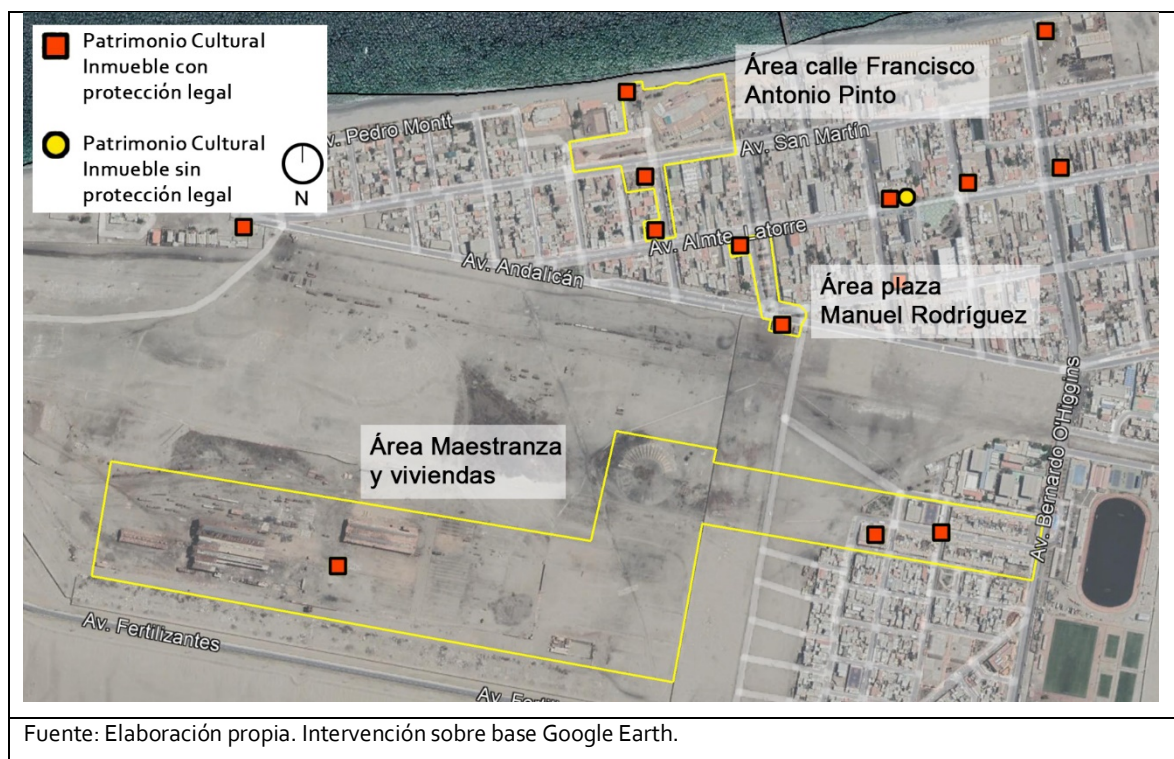 Patrimonio Cultural
Inmueble con
protección legal
Patrimonio Cultural
Inmueble sin
protección legal
N
Área calle Francisco
Antonio Pinto
Av. Pedro Montt
Av. San Martín
Av. Almte. Latorre
Av. Andalicán
Área plaza
Manuel Rodríguez
Área Maestranza
y viviendas
Av. Bernardo O'Higgins
Av. Fertilizantes
Fuente: Elaboración propia. Intervención sobre base Google Earth.